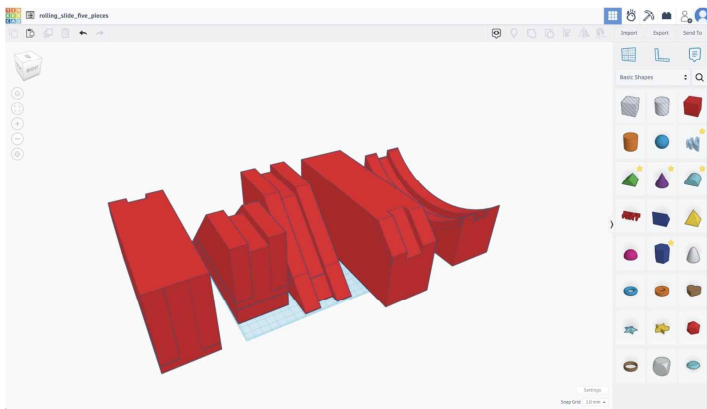 TIN
KER
CAD
rolling_slide_five_pieces
Import
Export
Send To
Basic Shapes
Settings
Snap Grid
1.0 mm